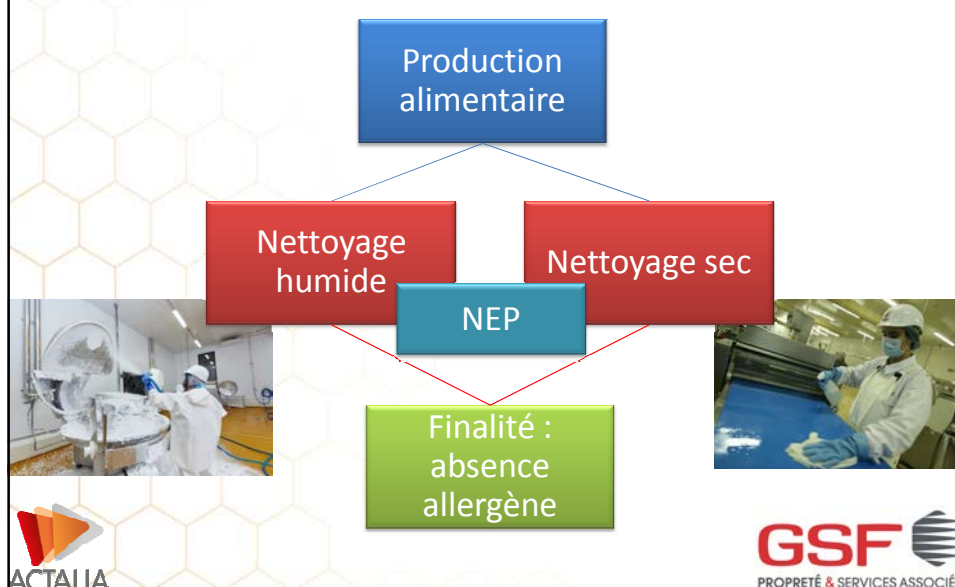 Production
alimentaire
Nettoyage
humide
Nettoyage sec
NEP
Finalité :
absence
allergène
ACTALIA
GSF
PROPRETÉ & SERVICES ASSOCIÉ